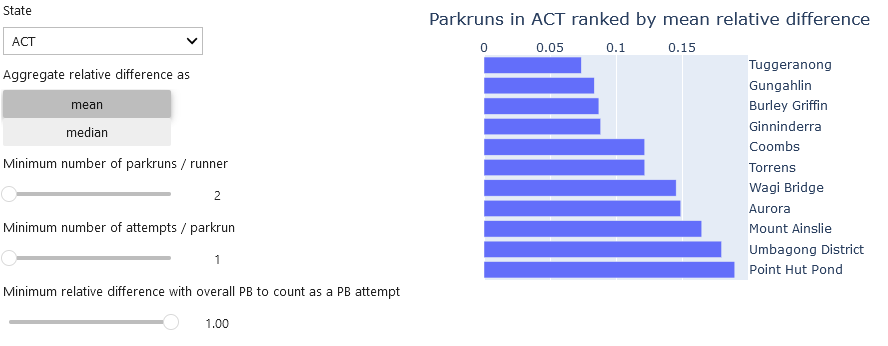 State
ACT
Aggregate relative difference as
mean
median
Minimum number of parkruns / runner
2
Minimum number of attempts / parkrun
1
Minimum relative difference with overall PB to count as a PB attempt
1.00
Parkruns in ACT ranked by mean relative difference
0 0.05 0.1 0.15
Tuggeranong
Gungahlin
Burley Griffin
Ginninderra
Coombs
Torrens
Wagi Bridge
Aurora
Mount Ainslie
Umbagong District
Point Hut Pond